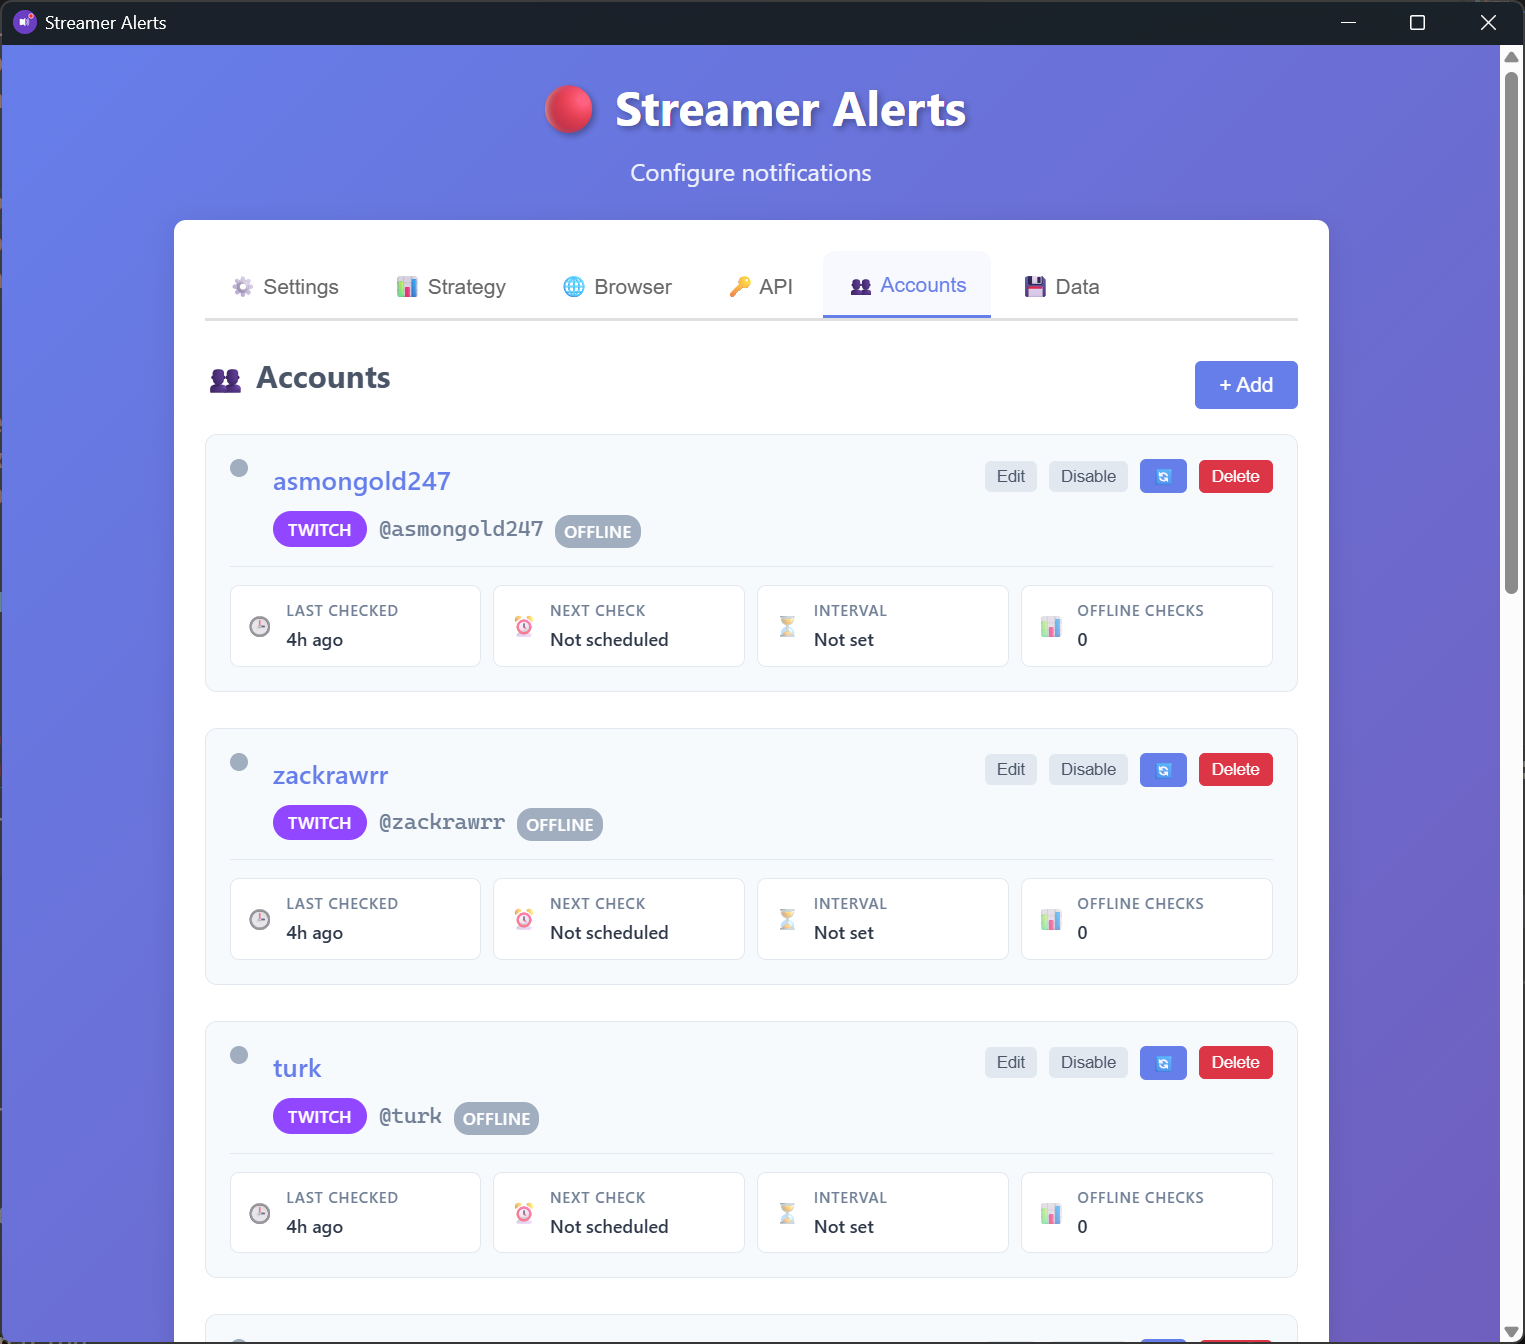 Streamer Alerts
Streamer Alerts
Configure notifications
Settings
Strategy
Browser
API
Accounts
Data
Accounts
+ Add
asmongold247
Edit
Disable
Delete
TWITCH
@asmongold247
OFFLINE
LAST CHECKED
4h ago
NEXT CHECK
Not scheduled
INTERVAL
Not set
OFFLINE CHECKS
0
zackrawrr
Edit
Disable
Delete
TWITCH
@zackrawrr
OFFLINE
LAST CHECKED
4h ago
NEXT CHECK
Not scheduled
INTERVAL
Not set
OFFLINE CHECKS
0
turk
Edit
Disable
Delete
TWITCH
@turk
OFFLINE
LAST CHECKED
4h ago
NEXT CHECK
Not scheduled
INTERVAL
Not set
OFFLINE CHECKS
0